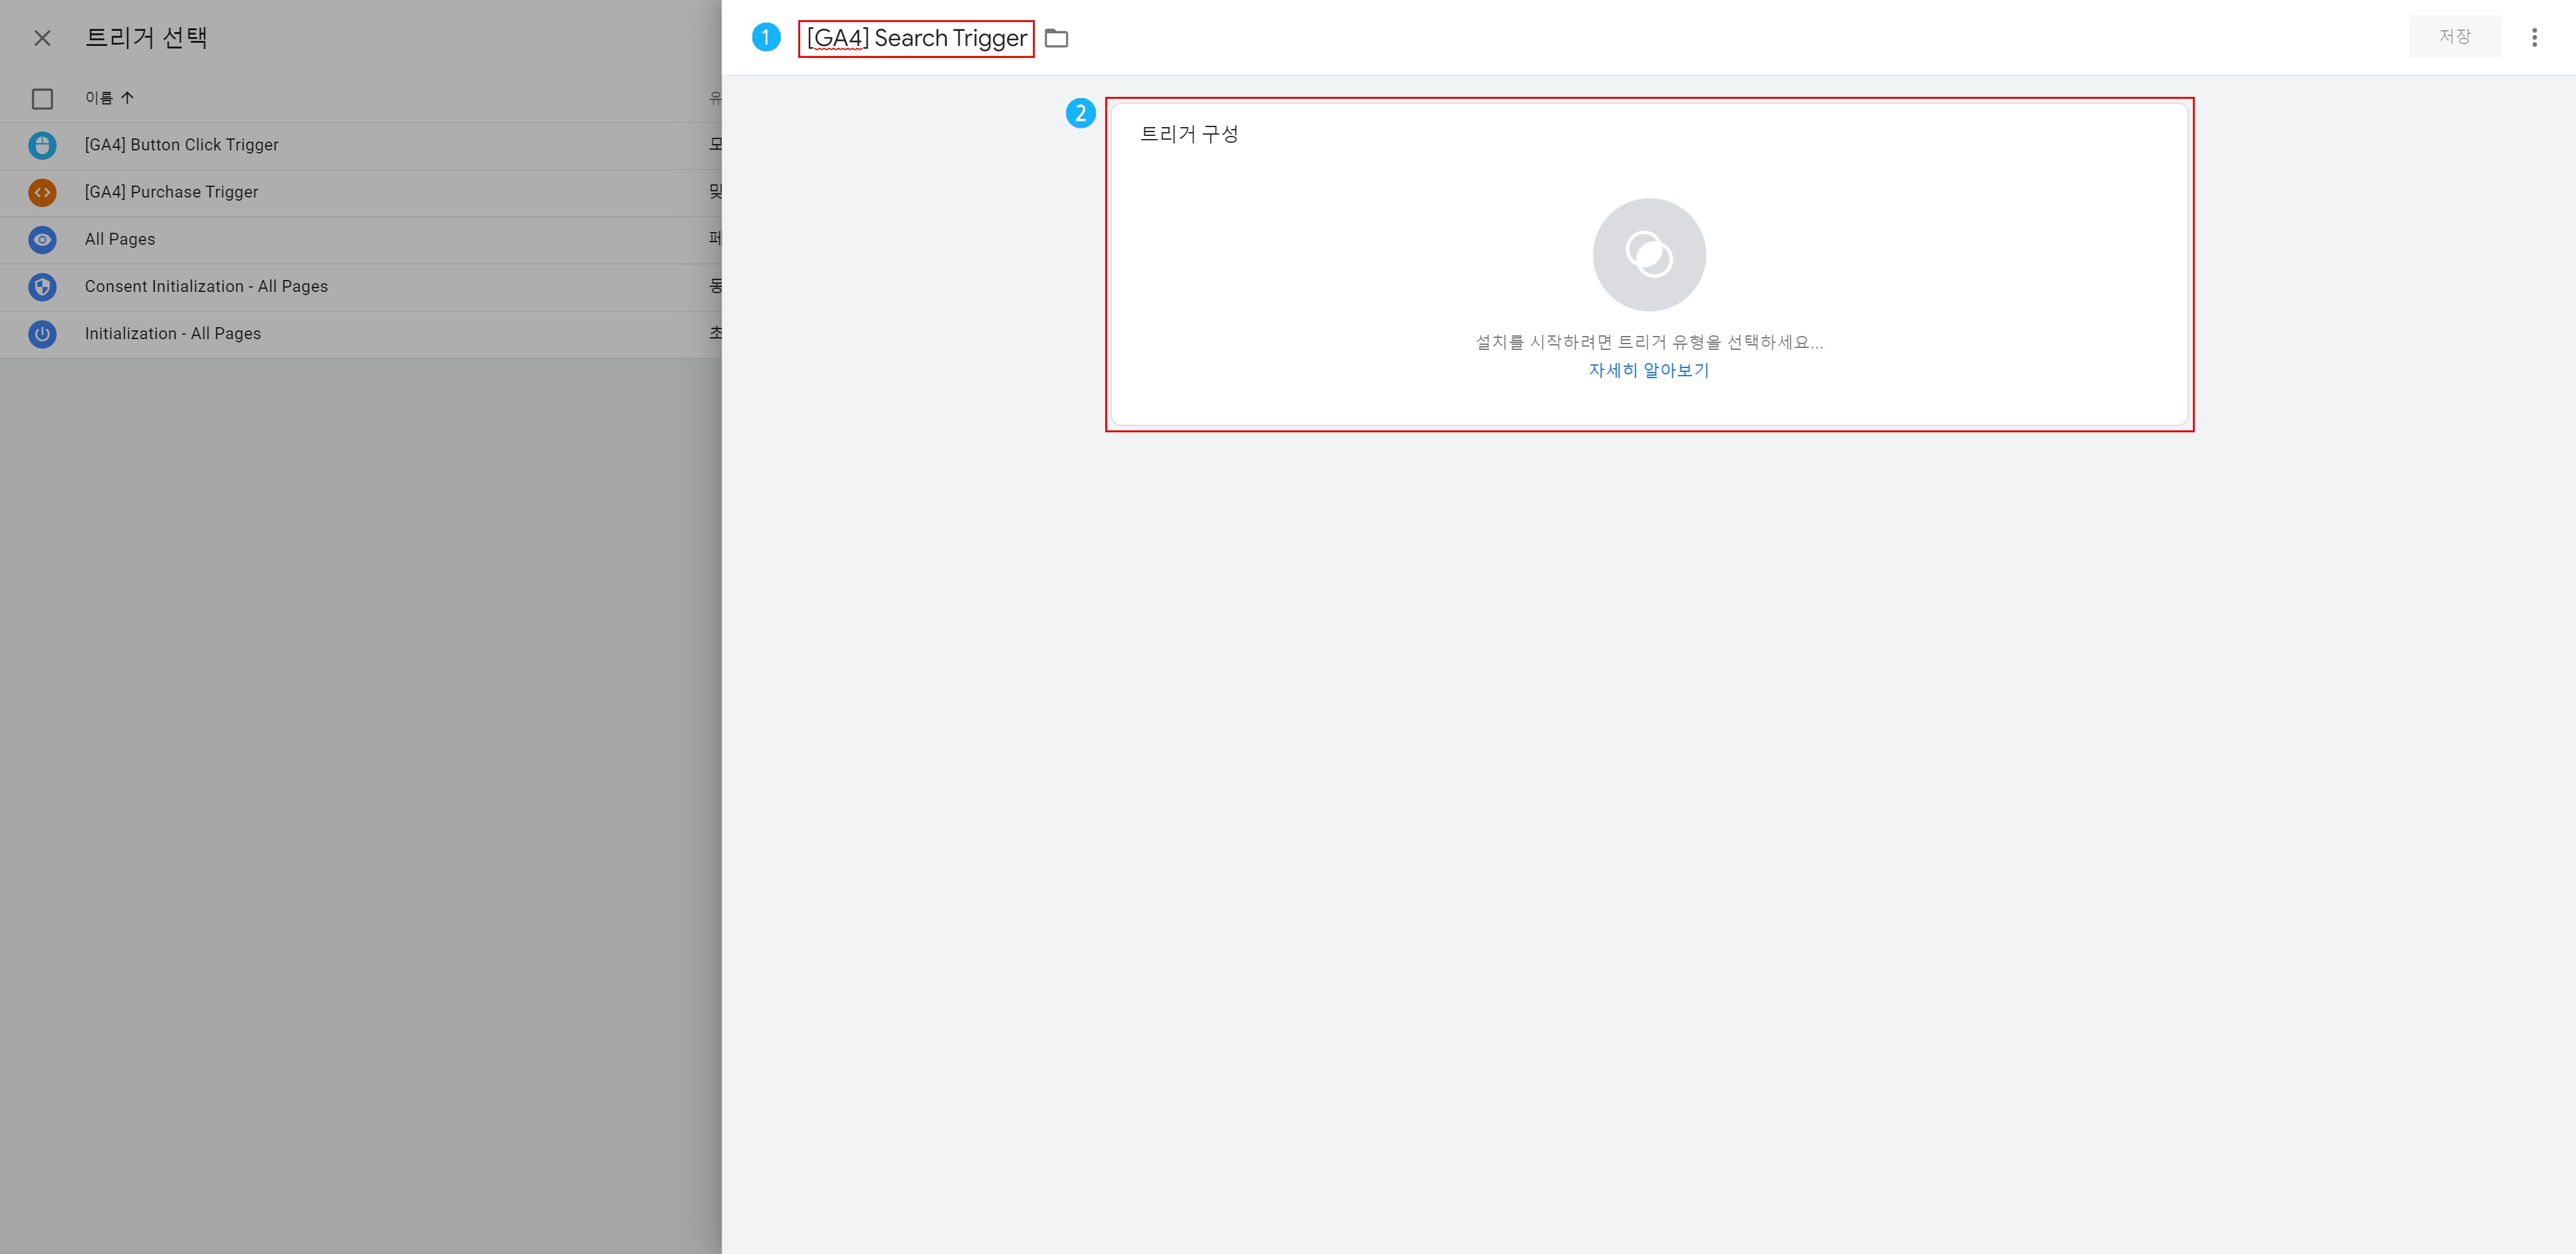 트리거 선택
이름
유
[GA4] Button Click Trigger
모
[GA4] Purchase Trigger
맞
All Pages
페
Consent Initialization - All Pages
동
Initialization - All Pages
초
1
[GA4] Search Trigger
저장
2
트리거 구성
설치를 시작하려면 트리거 유형을 선택하세요...
자세히 알아보기